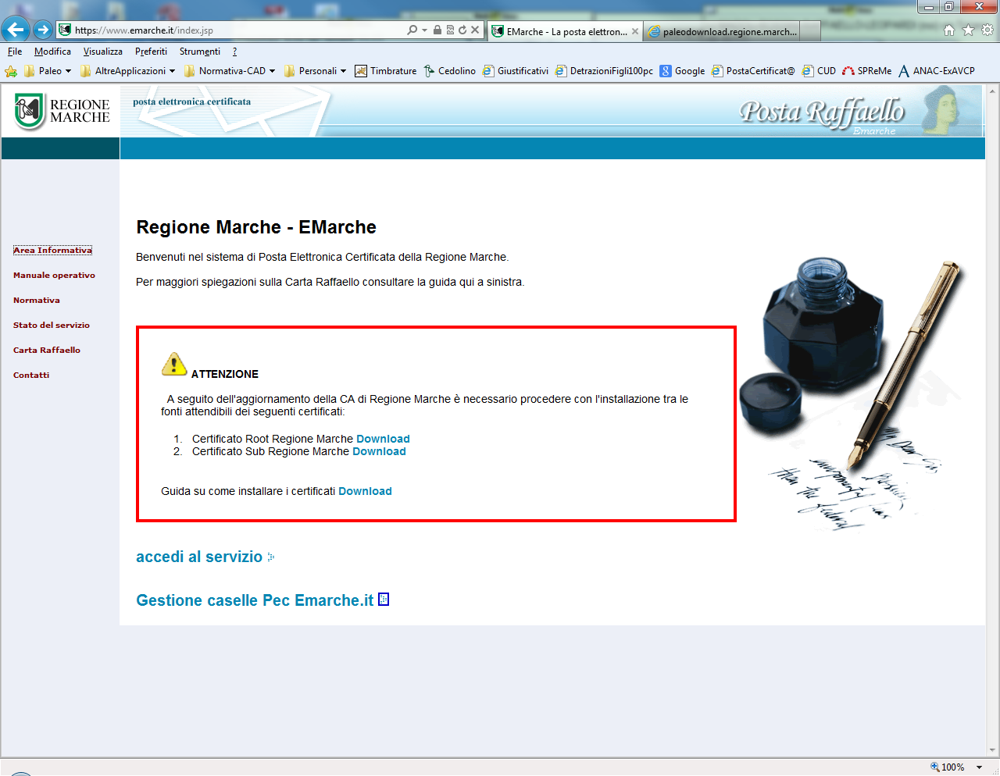 https://www.emarche.it/index.jsp
EMarche - La posta elettron...
paleodownload.regione.march...
File Modifica Visualizza Preferiti Strumenti ?
Paleo AltreApplicazioni Normativa-CAD Personali Timbrature Cedolino Giustificativi DetrazioniFigli100pc Google PostaCertificat@ CUD SPReMe ANAC-ExAVCP
REGIONE
MARCHE
posta elettronica certificata
Posta Raffaello
Emarche
Regione Marche - EMarche
Benvenuti nel sistema di Posta Elettronica Certificata della Regione Marche.
Per maggiori spiegazioni sulla Carta Raffaello consultare la guida qui a sinistra.
Area Informativa
Manuale operativo
Normativa
Stato del servizio
Carta Raffaello
Contatti
ATTENZIONE
A seguito dell'aggiornamento della CA di Regione Marche è necessario procedere con l'installazione tra le
fonti attendibili dei seguenti certificati:
1. Certificato Root Regione Marche Download
2. Certificato Sub Regione Marche Download
Guida su come installare i certificati Download
My Dear Sir
than the federal
accedi al servizio
Gestione caselle Pec Emarche.it
100%